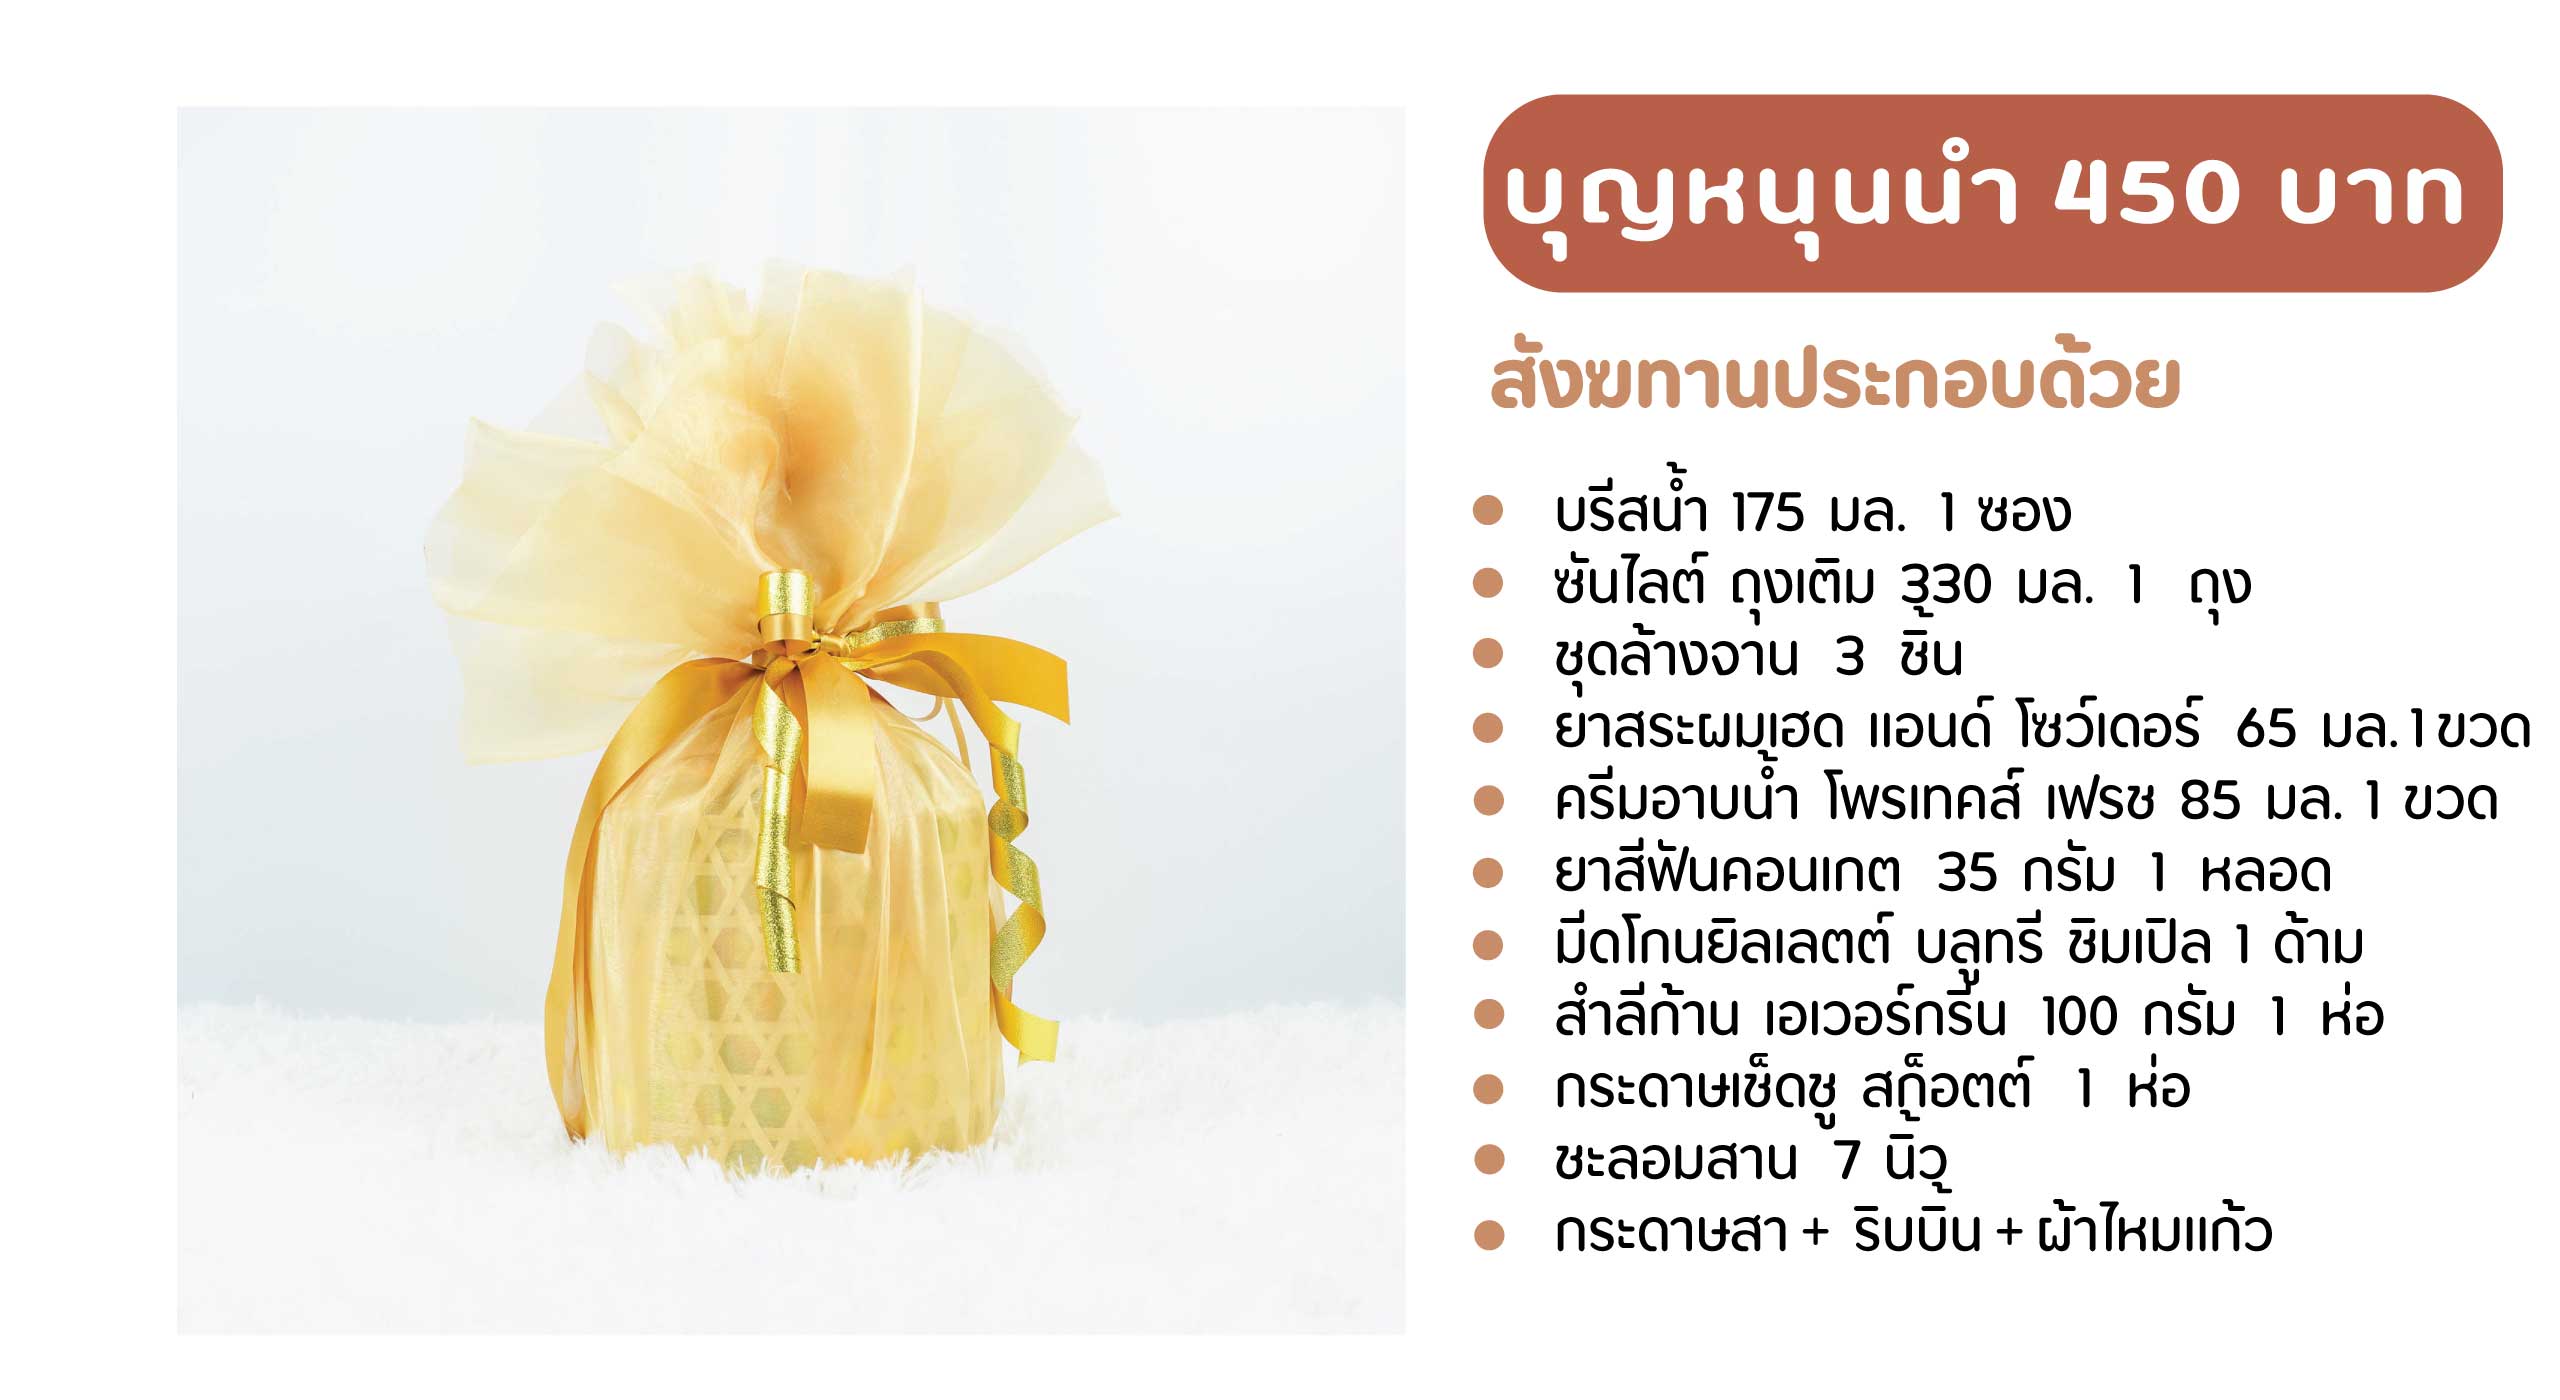 บุญหนุนนำ 450 บาท
สังฆทานประกอบด้วย
บรีสน้ำ 175 มล. 1 ซอง
ซันไลต์ ถุงเติม 330 มล. 1 ถุง
ชุดล้างจาน 3 ชิ้น
ยาสระผมเฮด แอนด์ โชว์เดอร์ 65 มล. 1 ขวด
ครีมอาบน้ำ โพรเทคส์ เฟรช 85 มล. 1 ขวด
ยาสีฟันคอนเกต 35 กรัม 1 หลอด
มีดโกนยิลเลตต์ บลูทรี ซิมเปิล 1 ด้าม
สำลีก้าน เอเวอร์กรีน 100 กรัม 1 ห่อ
กระดาษเช็ดชู สก็อตต์ 1 ห่อ
ชะลอมสาน 7 นิ้ว
กระดาษสา + ริบบิ้น + ผ้าไหมแก้ว